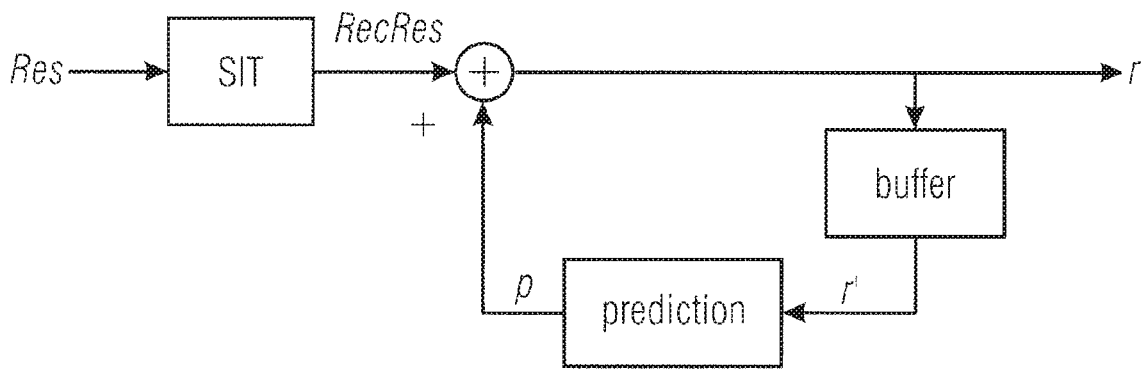 RecRes
Res
SIT
+
r
+
buffer
p
prediction
r'